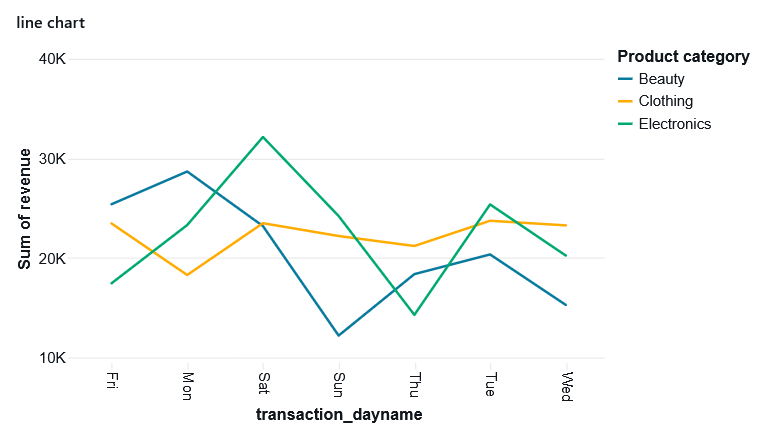 line chart
40K
30K
20K
10K
Sum of revenue
Fri
Mon
Sat
Sun
Thu
Tue
Wed
transaction_dayname
Product category
Beauty
Clothing
Electronics